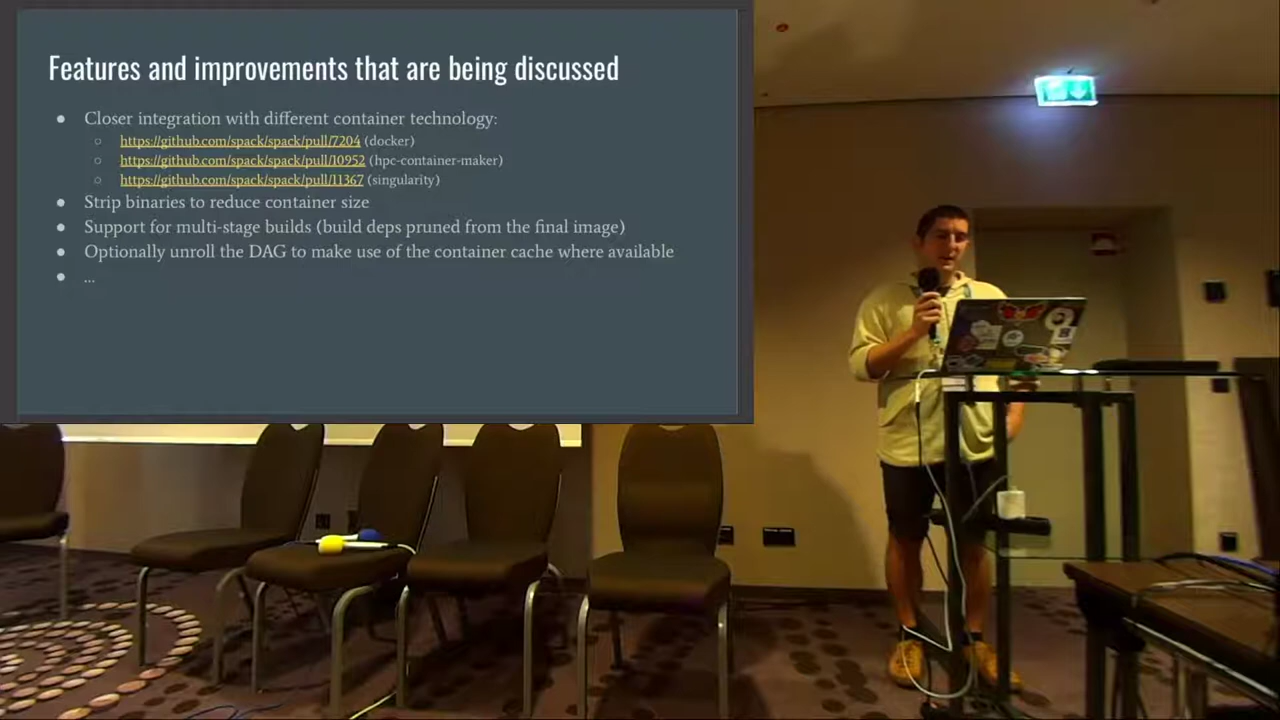 Features and improvements that are being discussed
● Closer integration with different container technology:
○ https://github.com/spack/spack/pull/7204 (docker)
○ https://github.com/spack/spack/pull/10952 (hpc-container-maker)
○ https://github.com/spack/spack/pull/11367 (singularity)
● Strip binaries to reduce container size
● Support for multi-stage builds (build deps pruned from the final image)
● Optionally unroll the DAG to make use of the container cache where available
● ...